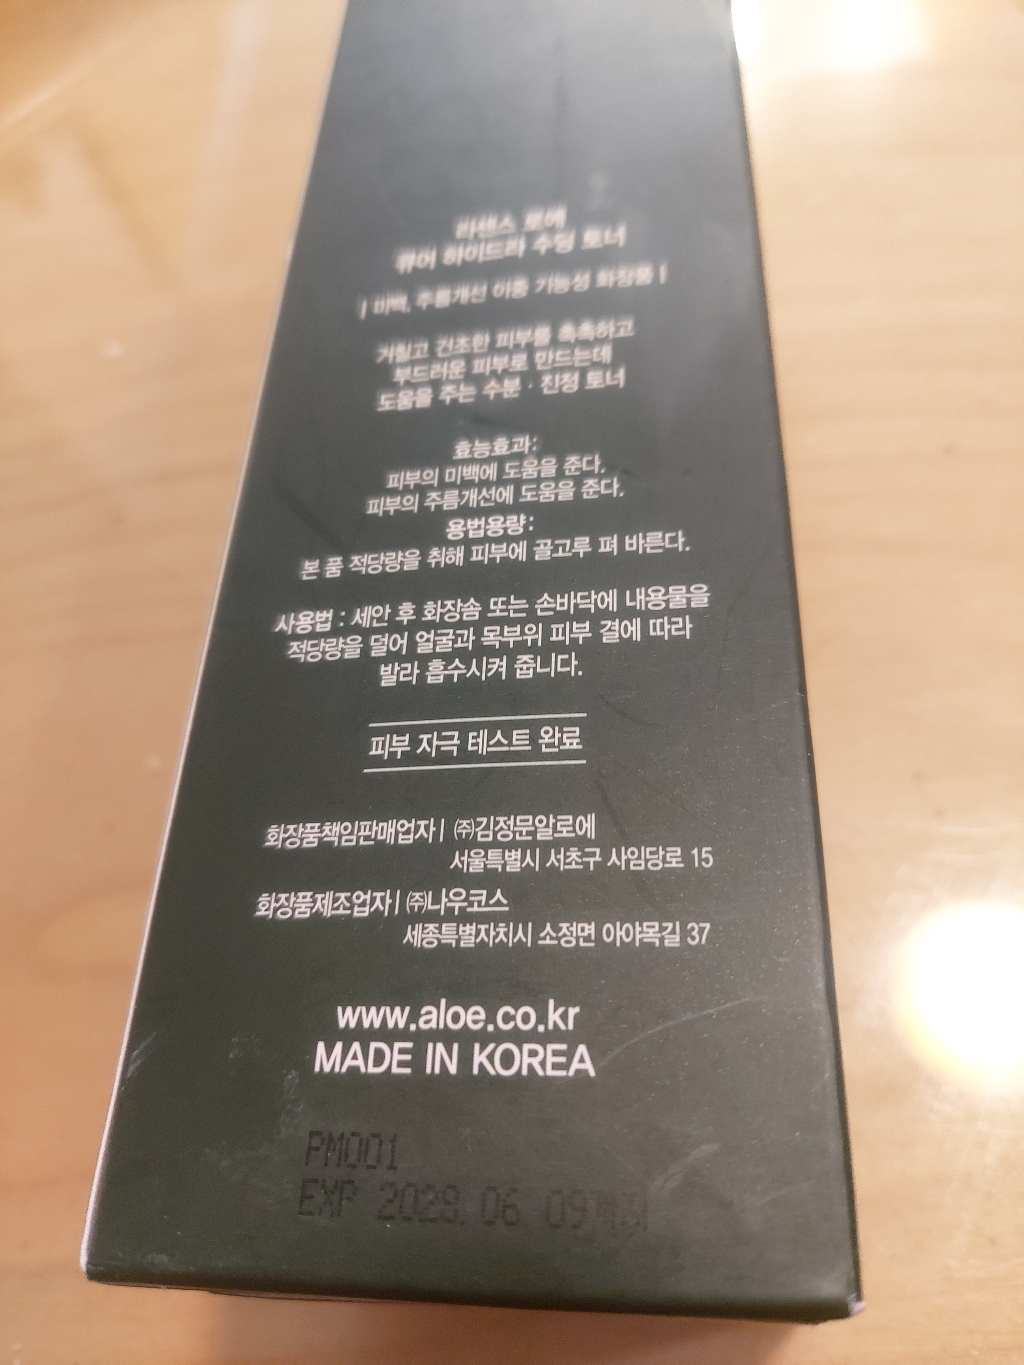 라센스 로에
큐어 하이드라 수딩 토너
| 미백, 주름개선 이중 기능성 화장품 |
거칠고 건조한 피부를 촉촉하고
부드러운 피부로 만드는데
도움을 주는 수분 · 진정 토너
효능효과:
피부의 미백에 도움을 준다.
피부의 주름개선에 도움을 준다.
용법용량:
본 품 적당량을 취해 피부에 골고루 펴 바른다.
사용법 : 세안 후 화장솜 또는 손바닥에 내용물을
적당량을 덜어 얼굴과 목부위 피부 결에 따라
발라 흡수시켜 줍니다.
피부 자극 테스트 완료
화장품책임판매업자 | ㈜김정문알로에
서울특별시 서초구 사임당로 15
화장품제조업자 | ㈜나우코스
세종특별자치시 소정면 아야목길 37
www.aloe.co.kr
MADE IN KOREA
PM001
EXP 2028. 06. 09까지